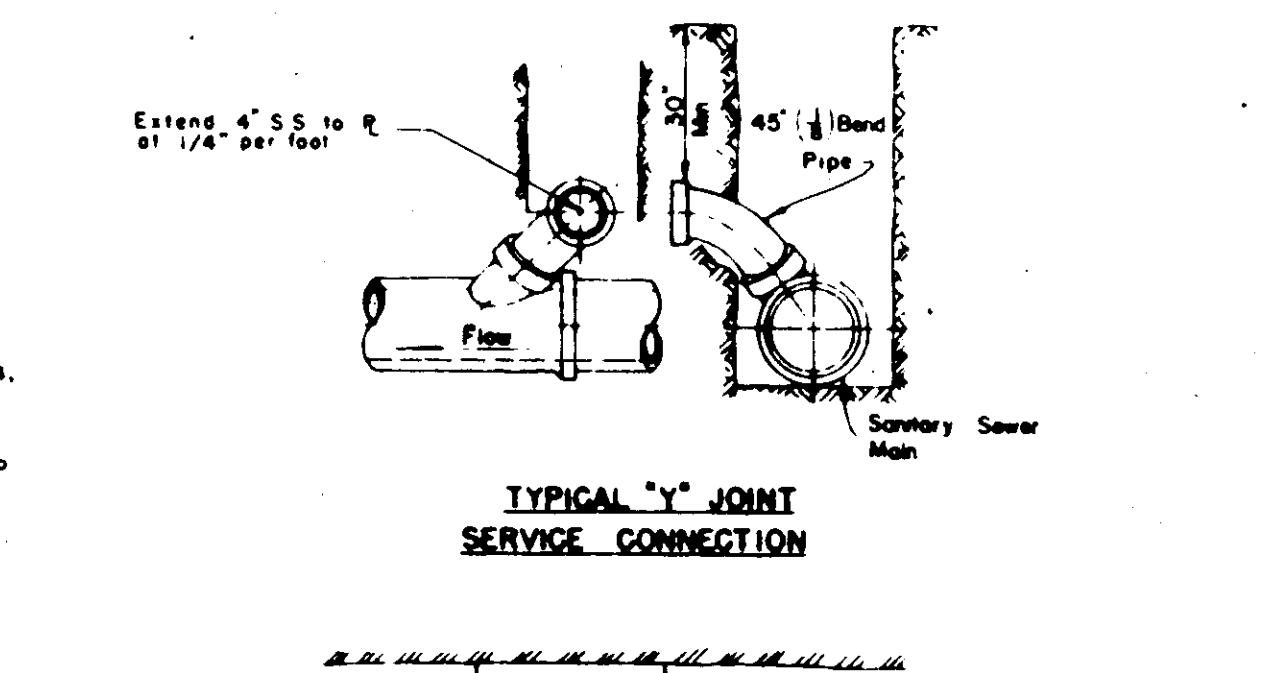 Extend 4" SS to ℞
at 1/4" per foot
30"
Min
45° (1/8) Bend
Pipe
Flow
Sanitary Sewer
Main
TYPICAL "Y" JOINT
SERVICE CONNECTION